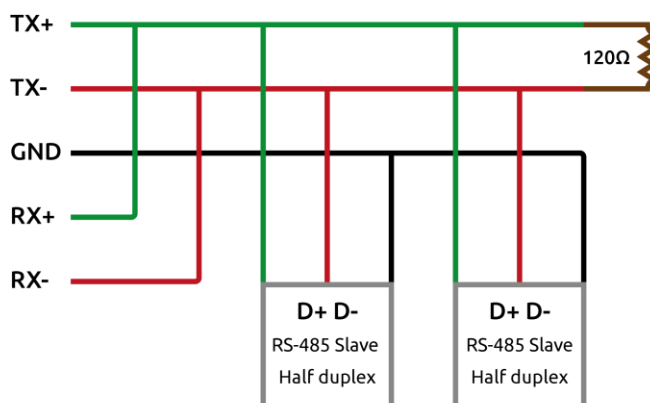 TX+
120Ω
TX-
GND
RX+
RX-
D+ D-
RS-485 Slave
Half duplex
D+ D-
RS-485 Slave
Half duplex